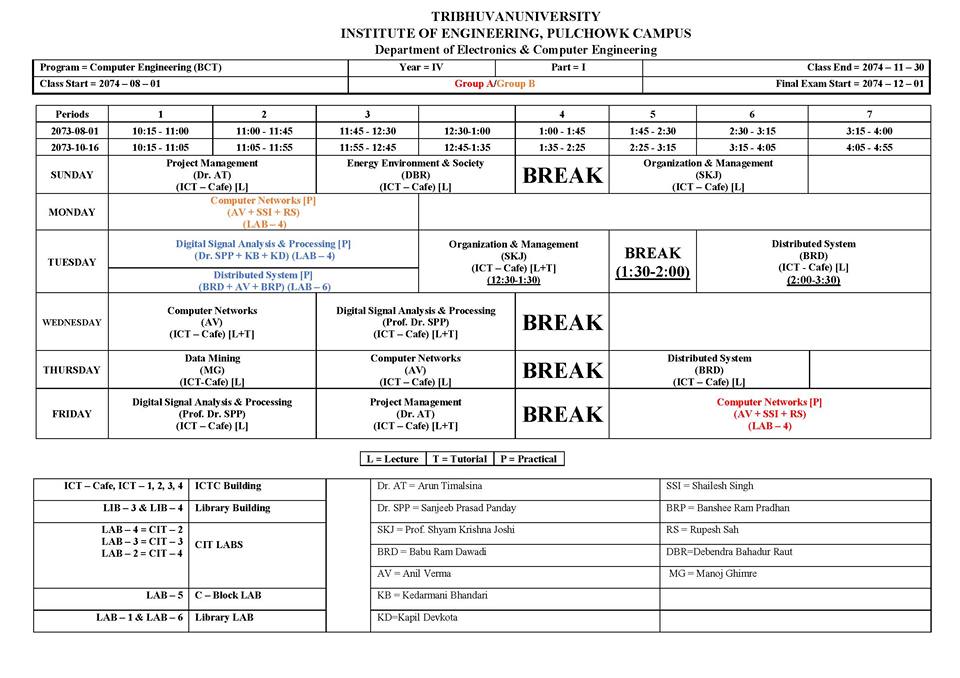 TRIBHUVANUNIVERSITY
INSTITUTE OF ENGINEERING, PULCHOWK CAMPUS
Department of Electronics & Computer Engineering
Program = Computer Engineering (BCT) Year = IV Part = I Class End = 2074 – 11 – 30
Class Start = 2074 – 08 – 01 Group A/Group B Final Exam Start = 2074 – 12 – 01
Periods 1 2 3 4 5 6 7
2073-08-01 10:15 - 11:00 11:00 - 11:45 11:45 - 12:30 12:30-1:00 1:00 - 1:45 1:45 - 2:30 2:30 - 3:15 3:15 - 4:00
2073-10-16 10:15 - 11:05 11:05 - 11:55 11:55 - 12:45 12:45-1:35 1:35 - 2:25 2:25 - 3:15 3:15 - 4:05 4:05 – 4:55
SUNDAY
Project Management
(Dr. AT)
(ICT – Cafe) [L]
Energy Environment & Society
(DBR)
(ICT – Cafe) [L]
BREAK
Organization & Management
(SKJ)
(ICT – Cafe) [L]
MONDAY
Computer Networks [P]
(AV + SSI + RS)
(LAB – 4)
TUESDAY
Digital Signal Analysis & Processing [P]
(Dr. SPP + KB + KD) (LAB – 4)
Distributed System [P]
(BRD + AV + BRP) (LAB – 6)
Organization & Management
(SKJ)
(ICT – Cafe) [L+T]
(12:30-1:30)
BREAK
(1:30-2:00)
Distributed System
(BRD)
(ICT - Cafe) [L]
(2:00-3:30)
WEDNESDAY
Computer Networks
(AV)
(ICT – Cafe) [L+T]
Digital Signal Analysis & Processing
(Prof. Dr. SPP)
(ICT – Cafe) [L+T]
BREAK
THURSDAY
Data Mining
(MG)
(ICT-Cafe) [L]
Computer Networks
(AV)
(ICT – Cafe) [L]
BREAK
Distributed System
(BRD)
(ICT – Cafe) [L]
FRIDAY
Digital Signal Analysis & Processing
(Prof. Dr. SPP)
(ICT – Cafe) [L]
Project Management
(Dr. AT)
(ICT – Cafe) [L+T]
BREAK
Computer Networks [P]
(AV + SSI + RS)
(LAB – 4)
L = Lecture T = Tutorial P = Practical
ICT – Cafe, ICT – 1, 2, 3, 4 ICTC Building Dr. AT = Arun Timalsina SSI = Shailesh Singh
LIB – 3 & LIB – 4 Library Building Dr. SPP = Sanjeeb Prasad Panday BRP = Banshee Ram Pradhan
LAB – 4 = CIT – 2
LAB – 3 = CIT – 3
LAB – 2 = CIT – 4
CIT LABS
SKJ = Prof. Shyam Krishna Joshi RS = Rupesh Sah
BRD = Babu Ram Dawadi DBR=Debendra Bahadur Raut
AV = Anil Verma MG = Manoj Ghimre
LAB – 5 C – Block LAB KB = Kedarmani Bhandari
LAB – 1 & LAB – 6 Library LAB KD=Kapil Devkota